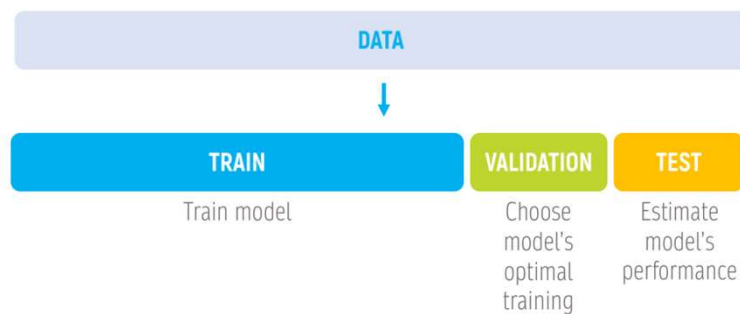 DATA
TRAIN
VALIDATION
TEST
Train model
Choose
model's
optimal
training
Estimate
model's
performance